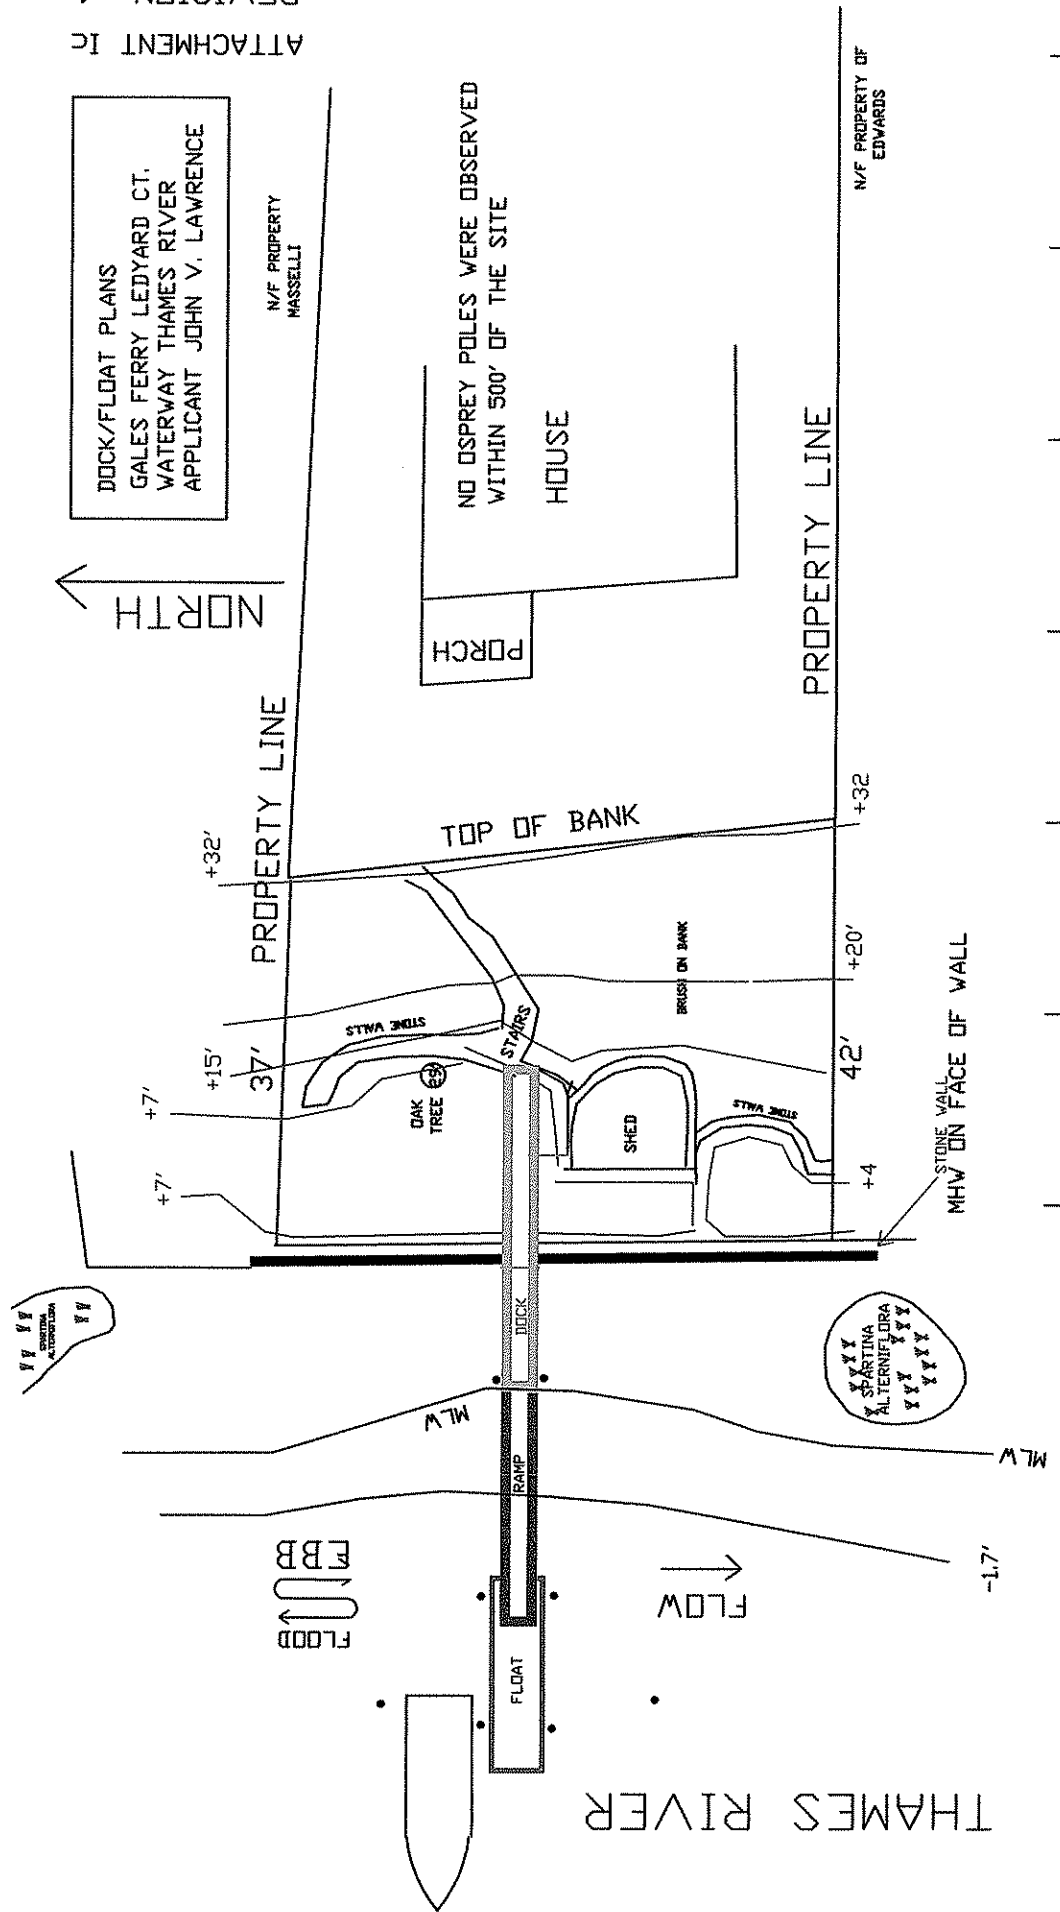 ATTACHMENT Ic
DOCK/FLOAT PLANS
GALES FERRY LEDYARD CT.
WATERWAY THAMES RIVER
APPLICANT JOHN V. LAWRENCE
N/F PROPERTY
MASSELLI
NO OSPREY POLES WERE OBSERVED
WITHIN 500' OF THE SITE
N/F PROPERTY OF
EDWARDS
HOUSE
NORTH
PORCH
PROPERTY LINE
PROPERTY LINE
TOP OF BANK
+32'
+32
+20'
+15'
37'
42'
+7'
+7'
+4
BRUSH ON BANK
STONE WALLS
STAIRS
OAK
TREE
SHED
STONE WALLS
STONE WALL
MHW ON FACE OF WALL
DOCK
SPARTINA
ALTERNIFLORA
SPARTINA
ALTERNIFLORA
MLW
MLW
RAMP
-1.7'
EBB
FLOOD
FLOW
FLOAT
THAMES RIVER